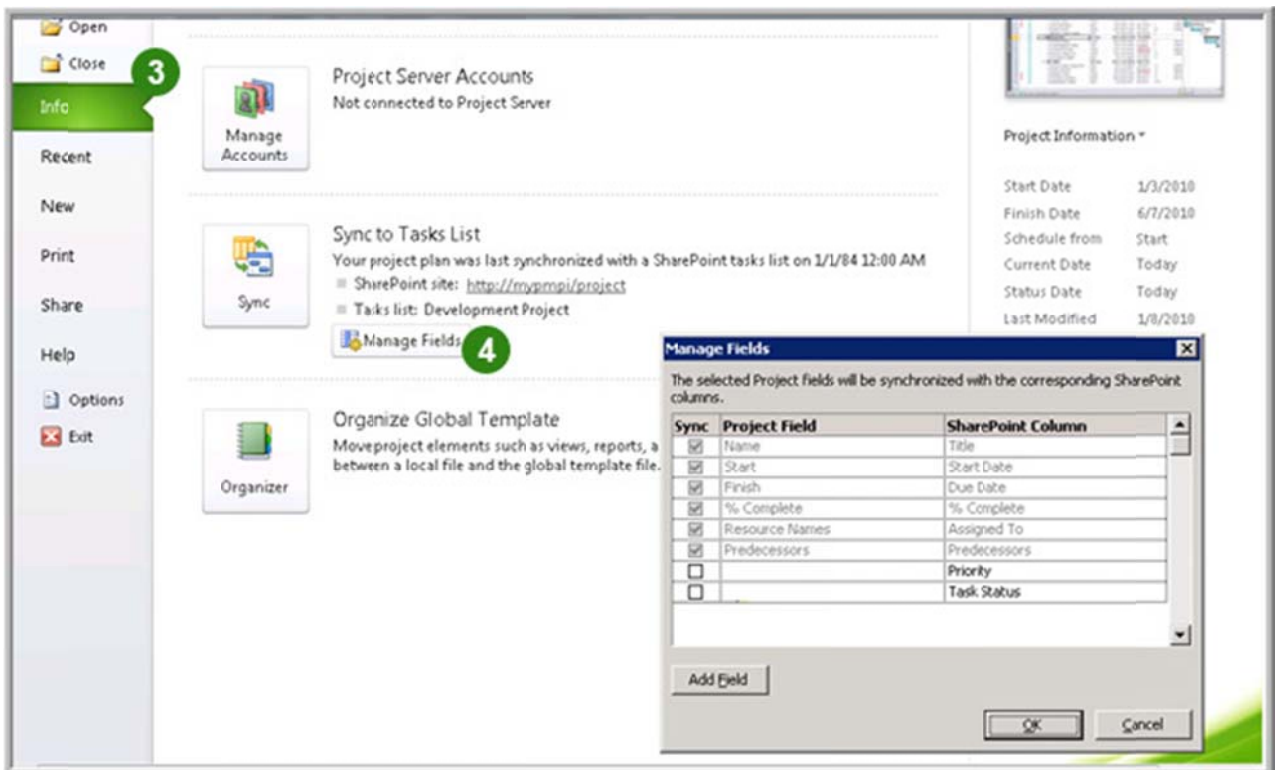 Open
Close
3
Info
Recent
New
Print
Share
Help
Options
Exit
Manage
Accounts
Project Server Accounts
Not connected to Project Server
Sync
Sync to Tasks List
Your project plan was last synchronized with a SharePoint tasks list on 1/1/84 12:00 AM
SharePoint site: http://mypmpi/project
Tasks list: Development Project
Manage Fields
4
Organizer
Organize Global Template
Move project elements such as views, reports, a
between a local file and the global template file.
Project Information
Start Date 1/3/2010
Finish Date 6/7/2010
Schedule from Start
Current Date Today
Status Date Today
Last Modified 1/8/2010
Manage Fields
The selected Project fields will be synchronized with the corresponding SharePoint
columns.
Sync Project Field SharePoint Column
Name Title
Start Start Date
Finish Due Date
% Complete % Complete
Resource Names Assigned To
Predecessors Predecessors
Priority
Task Status
Add Field
OK Cancel